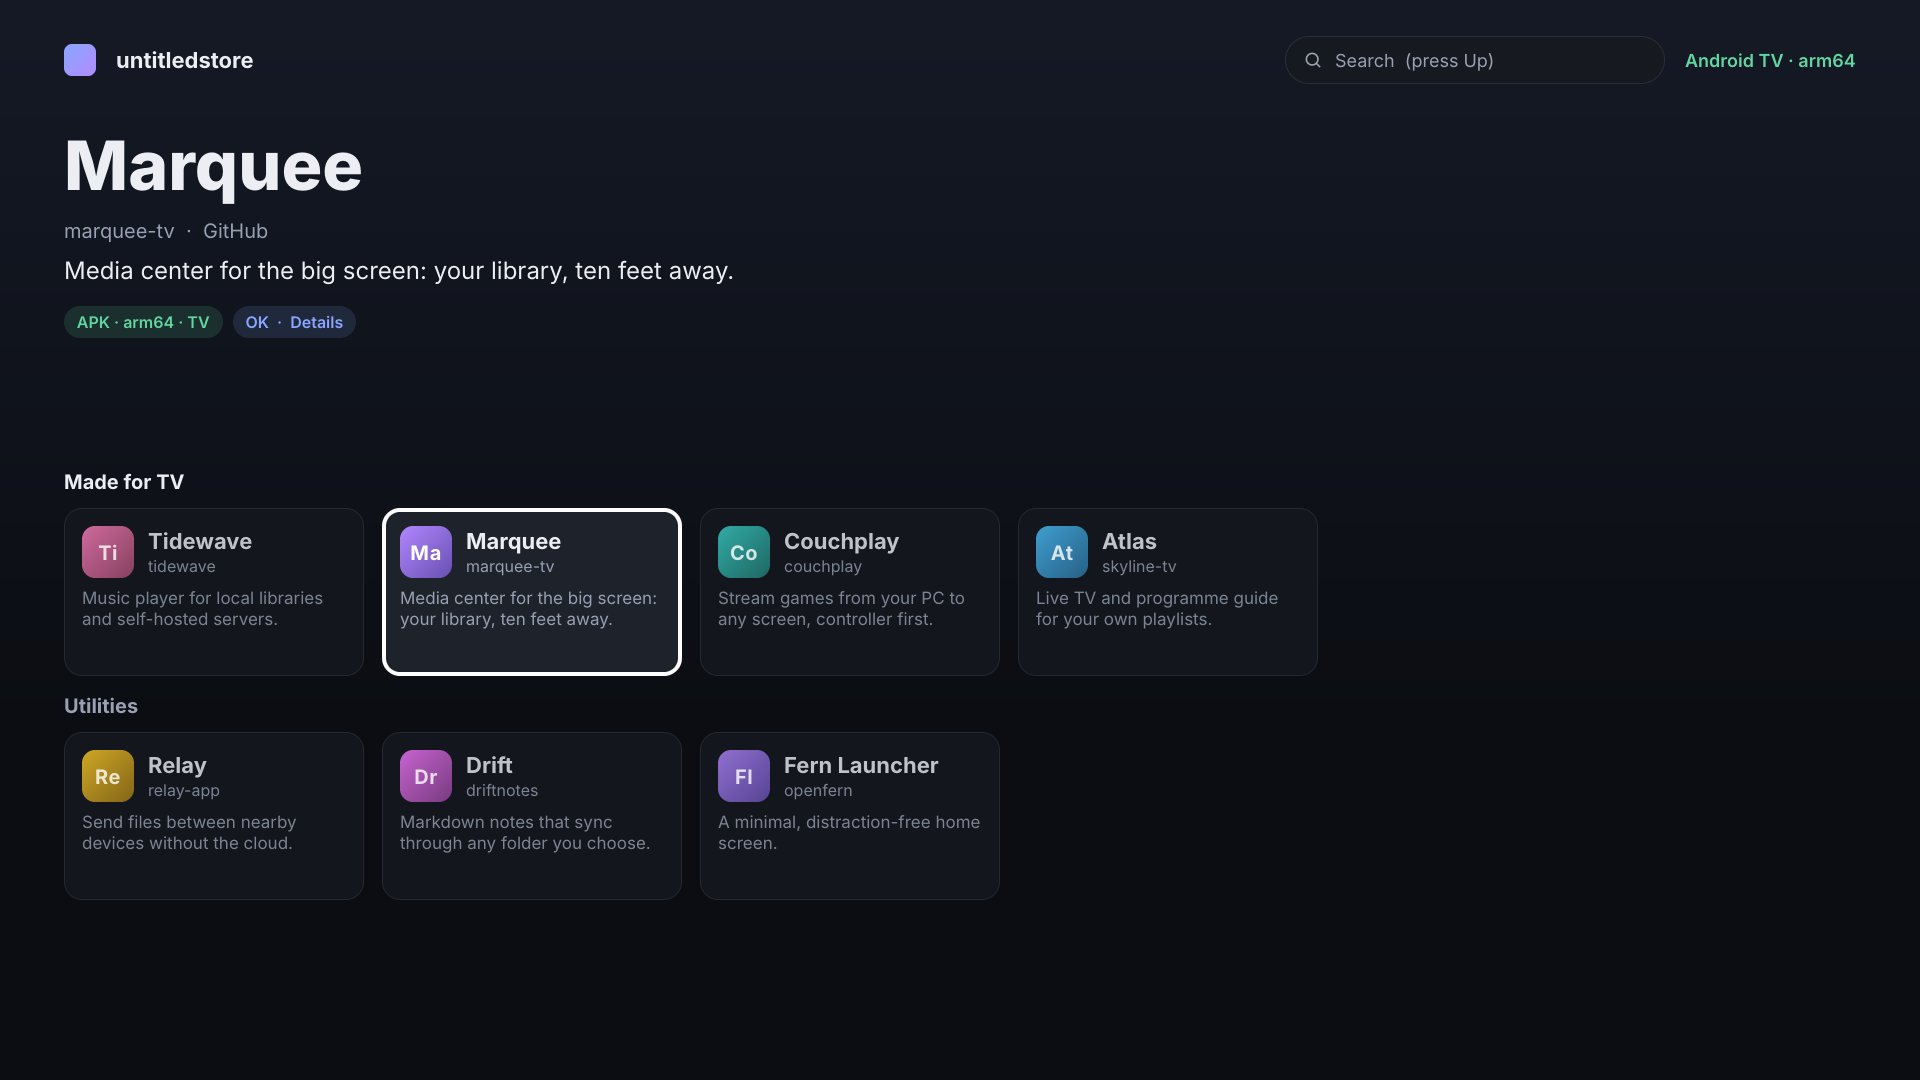 untitledstore
Search (press Up)
Android TV · arm64
Marquee
marquee-tv · GitHub
Media center for the big screen: your library, ten feet away.
APK · arm64 · TV
OK · Details
Made for TV
Ti
Tidewave
tidewave
Music player for local libraries
and self-hosted servers.
Ma
Marquee
marquee-tv
Media center for the big screen:
your library, ten feet away.
Co
Couchplay
couchplay
Stream games from your PC to
any screen, controller first.
At
Atlas
skyline-tv
Live TV and programme guide
for your own playlists.
Utilities
Re
Relay
relay-app
Send files between nearby
devices without the cloud.
Dr
Drift
driftnotes
Markdown notes that sync
through any folder you choose.
Fl
Fern Launcher
openfern
A minimal, distraction-free home
screen.